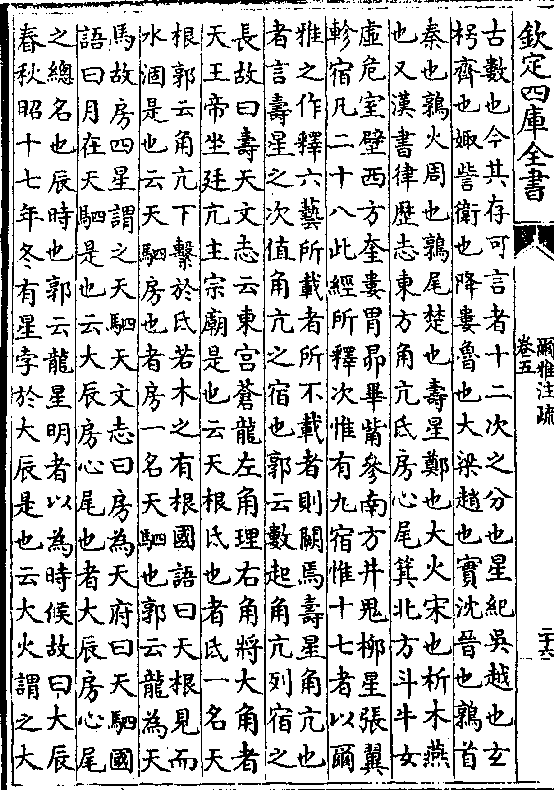 欽定四庫全書
爾雅注疏
卷五
古數也今其存可言者十二次之分也星紀吳越也玄
枵齊也娵訾衛也降婁魯也大梁趙也實沈晉也鶉首
秦也鶉火周也鶉尾楚也壽星鄭也大火宋也析木燕
也又漢書律歷志東方角亢氐房心尾箕北方斗牛女
虛危室壁西方奎婁胃昴畢觜參南方井鬼柳星張翼
軫宿凡二十八此經所釋次惟有九宿惟十七者以爾
雅之作釋六藝所載者所不載者則闕焉壽星角亢也
者言壽星之次值角亢之宿也郭云數起角亢列宿之
長故曰壽天文志云東宮蒼龍左角理右角將大角者
天王帝坐廷亢主宗廟是也云天根氐也者氐一名天
根郭云角亢下繫於氐若木之有根國語曰天根見而
水涸是也云天駟房也者房一名天駟也郭云龍為天
馬故房四星謂之天駟天文志曰房為天府曰天駟國
語曰月在天駟是也云大辰房心尾也者大辰房心尾
之總名也辰時也郭云龍星明者以為時候故曰大辰
春秋昭十七年冬有星孛於大辰是也云大火謂之大